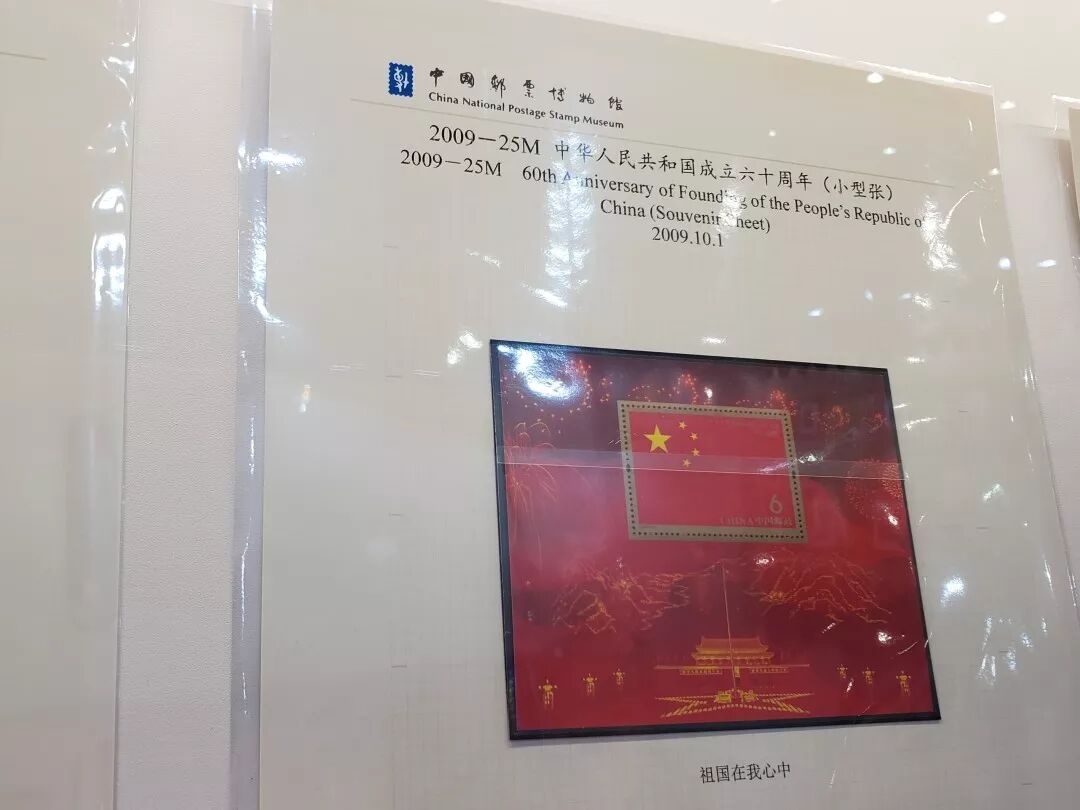 中国邮票博物馆
China National Postage Stamp Museum
2009－25M 中华人民共和国成立六十周年（小型张）
2009－25M 60th Anniversary of Founding of the People's Republic of
China (Souvenir Sheet)
2009.10.1
6
CHINA 中国邮政
祖国在我心中